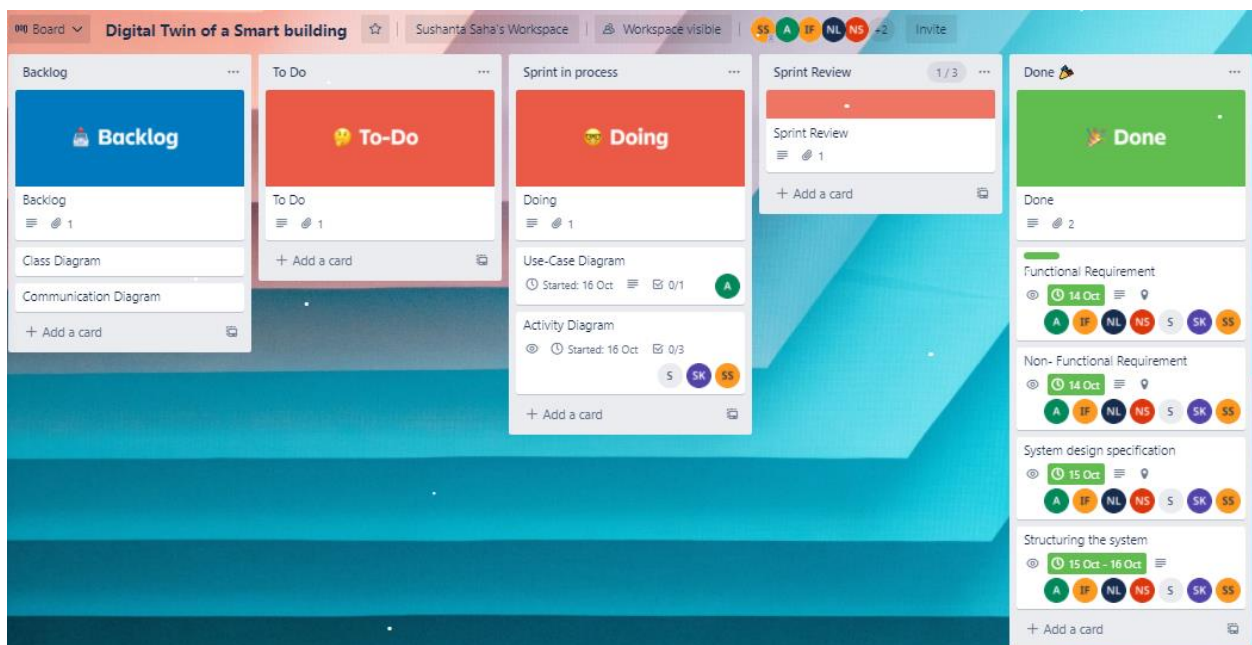 Board Digital Twin of a Smart building Sushanta Saha's Workspace Workspace visible SS A IF NL NS +2 Invite
Backlog
Backlog
Backlog
1
Class Diagram
Communication Diagram
+ Add a card
To Do
To-Do
To Do
1
+ Add a card
Sprint in process
Doing
Doing
1
Use-Case Diagram
Started: 16 Oct 0/1 A
Activity Diagram
Started: 16 Oct 0/3
S SK SS
+ Add a card
Sprint Review 1 / 3
Sprint Review
1
+ Add a card
Done
Done
Done
2
Functional Requirement
14 Oct
A IF NL NS S SK SS
Non- Functional Requirement
14 Oct
A IF NL NS S SK SS
System design specification
15 Oct
A IF NL NS S SK SS
Structuring the system
15 Oct - 16 Oct
A IF NL NS S SK SS
+ Add a card